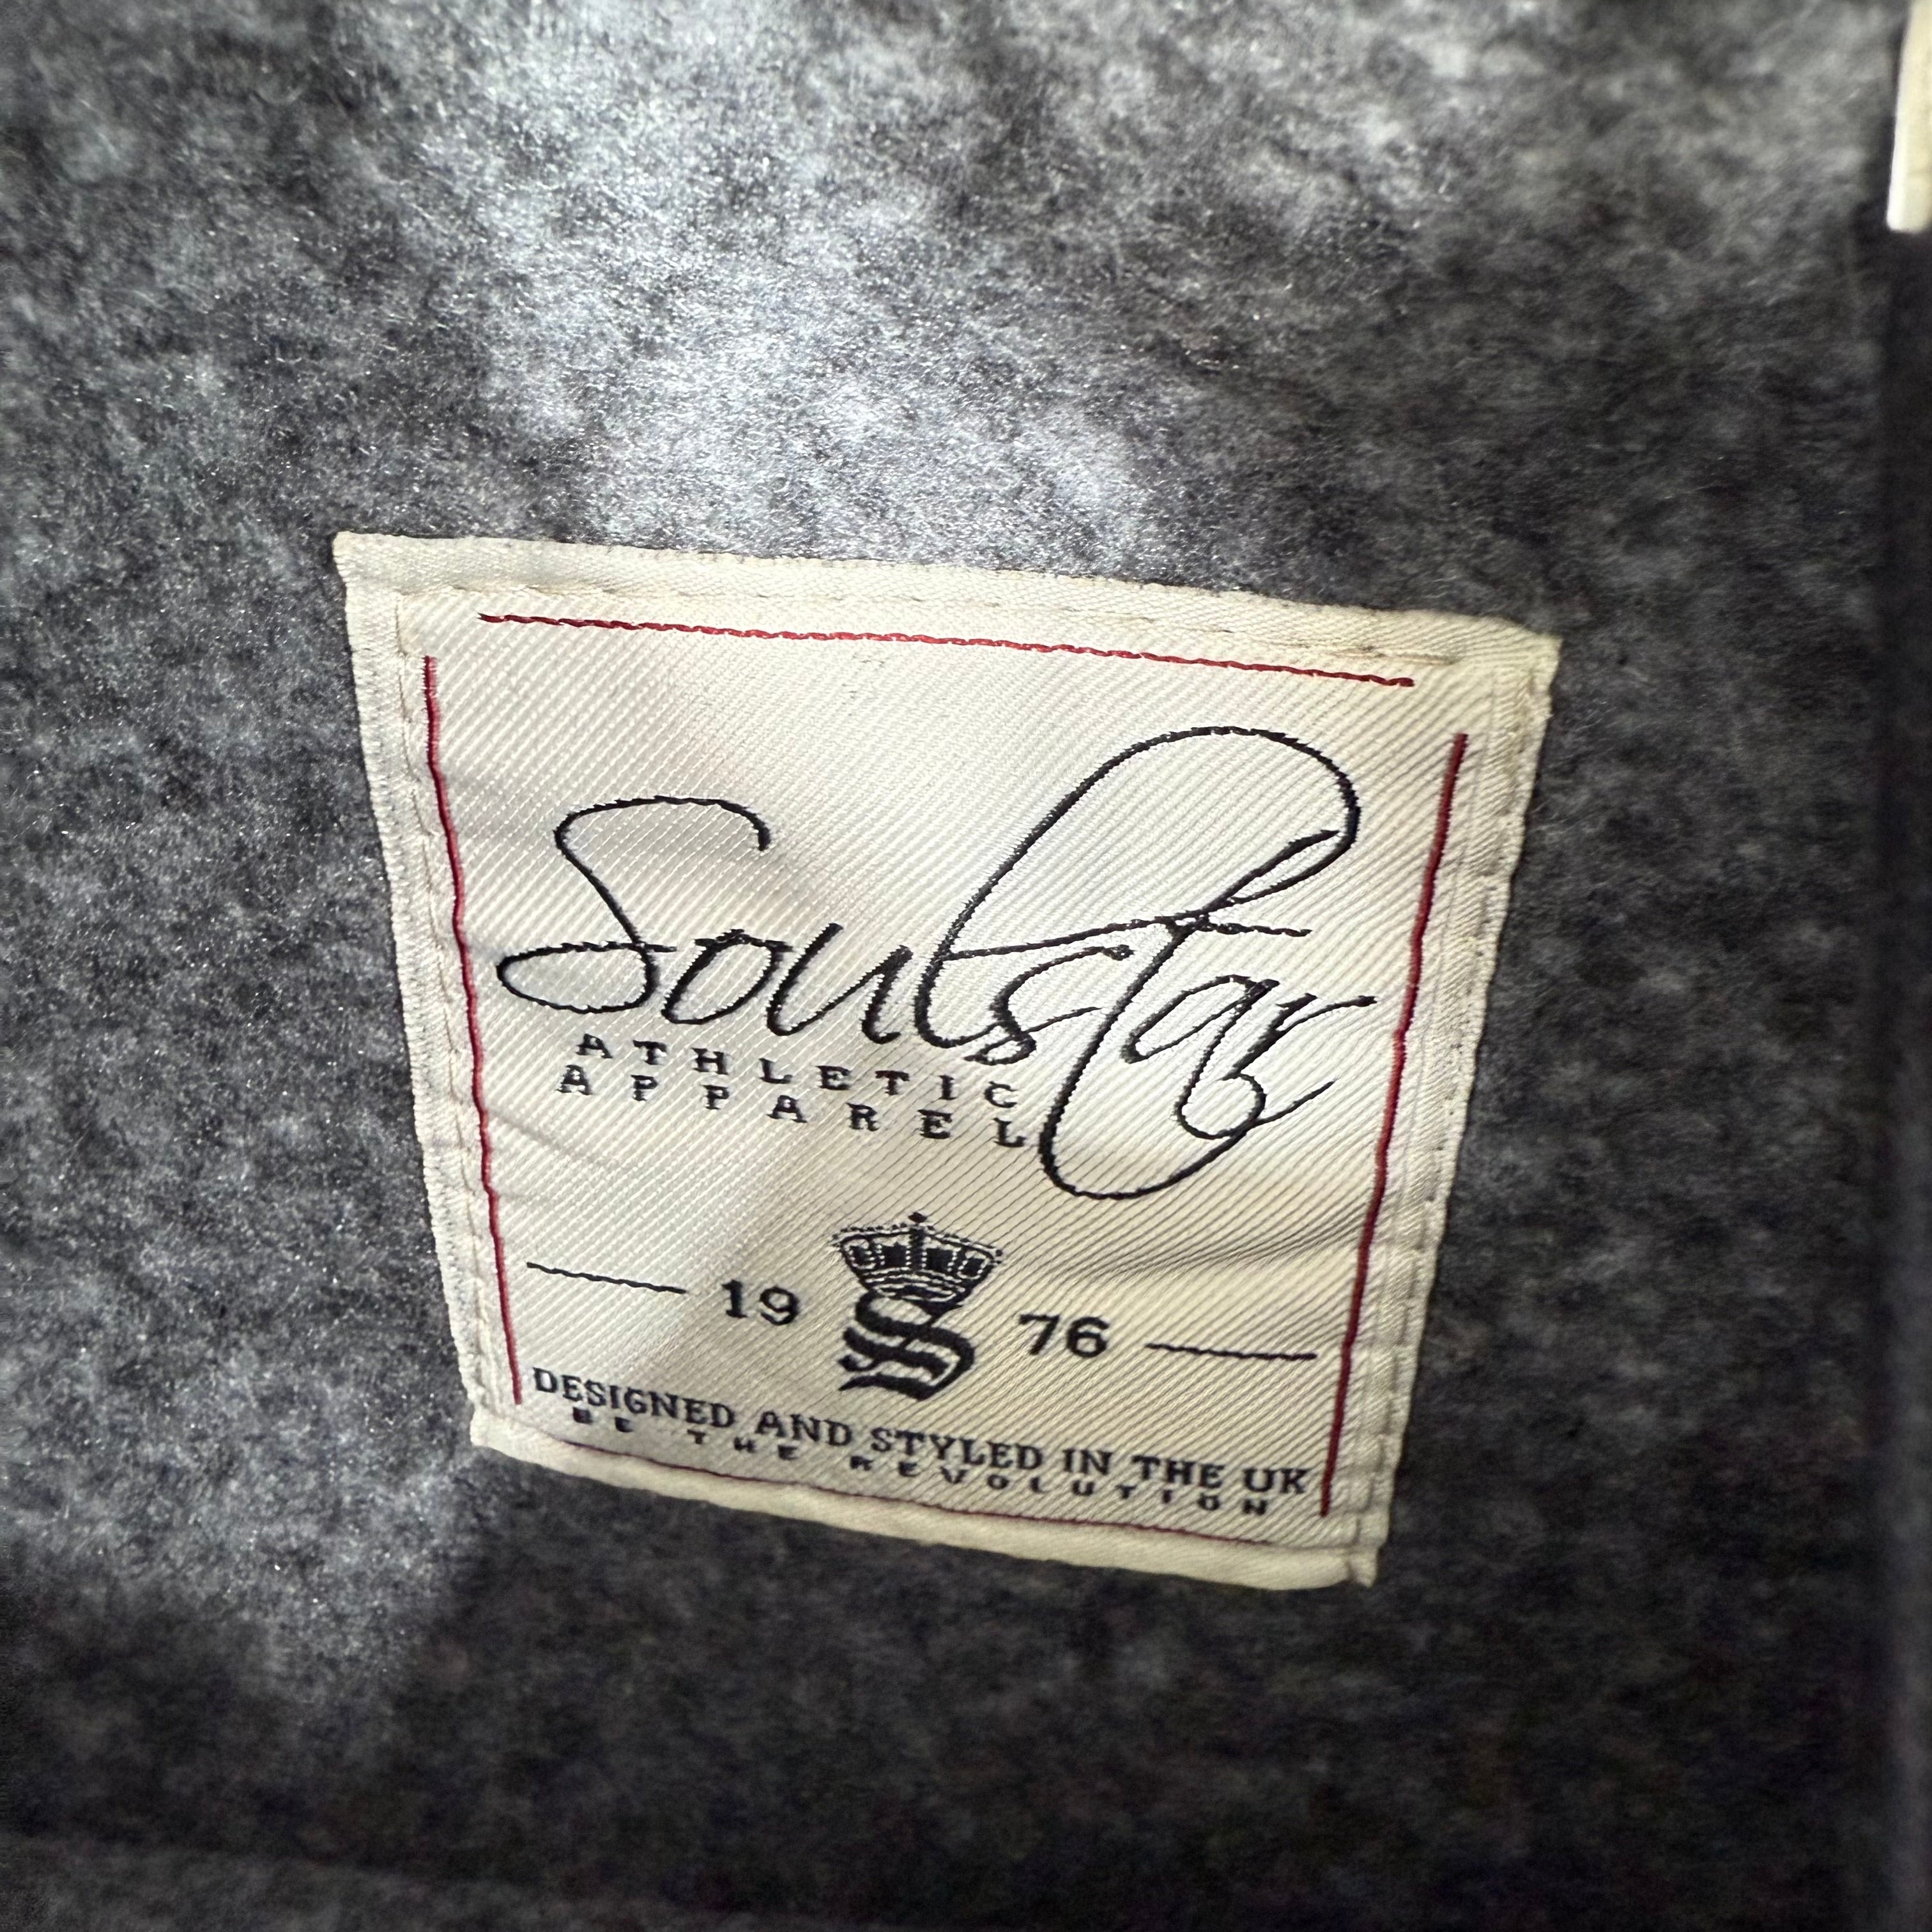 Soulstar
ATHLETIC
APPAREL
19 S 76
DESIGNED AND STYLED IN THE UK
BE THE REVOLUTION